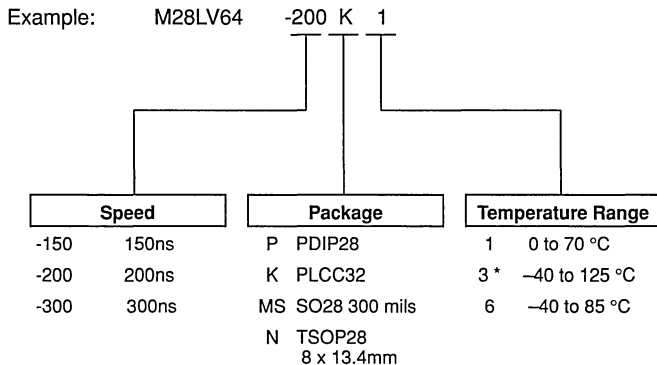 Example: M28LV64 -200 K 1
Speed Package Temperature Range
-150 150ns P PDIP28 1 0 to 70 °C
-200 200ns K PLCC32 3 * –40 to 125 °C
-300 300ns MS SO28 300 mils 6 –40 to 85 °C
N TSOP28
8 x 13.4mm